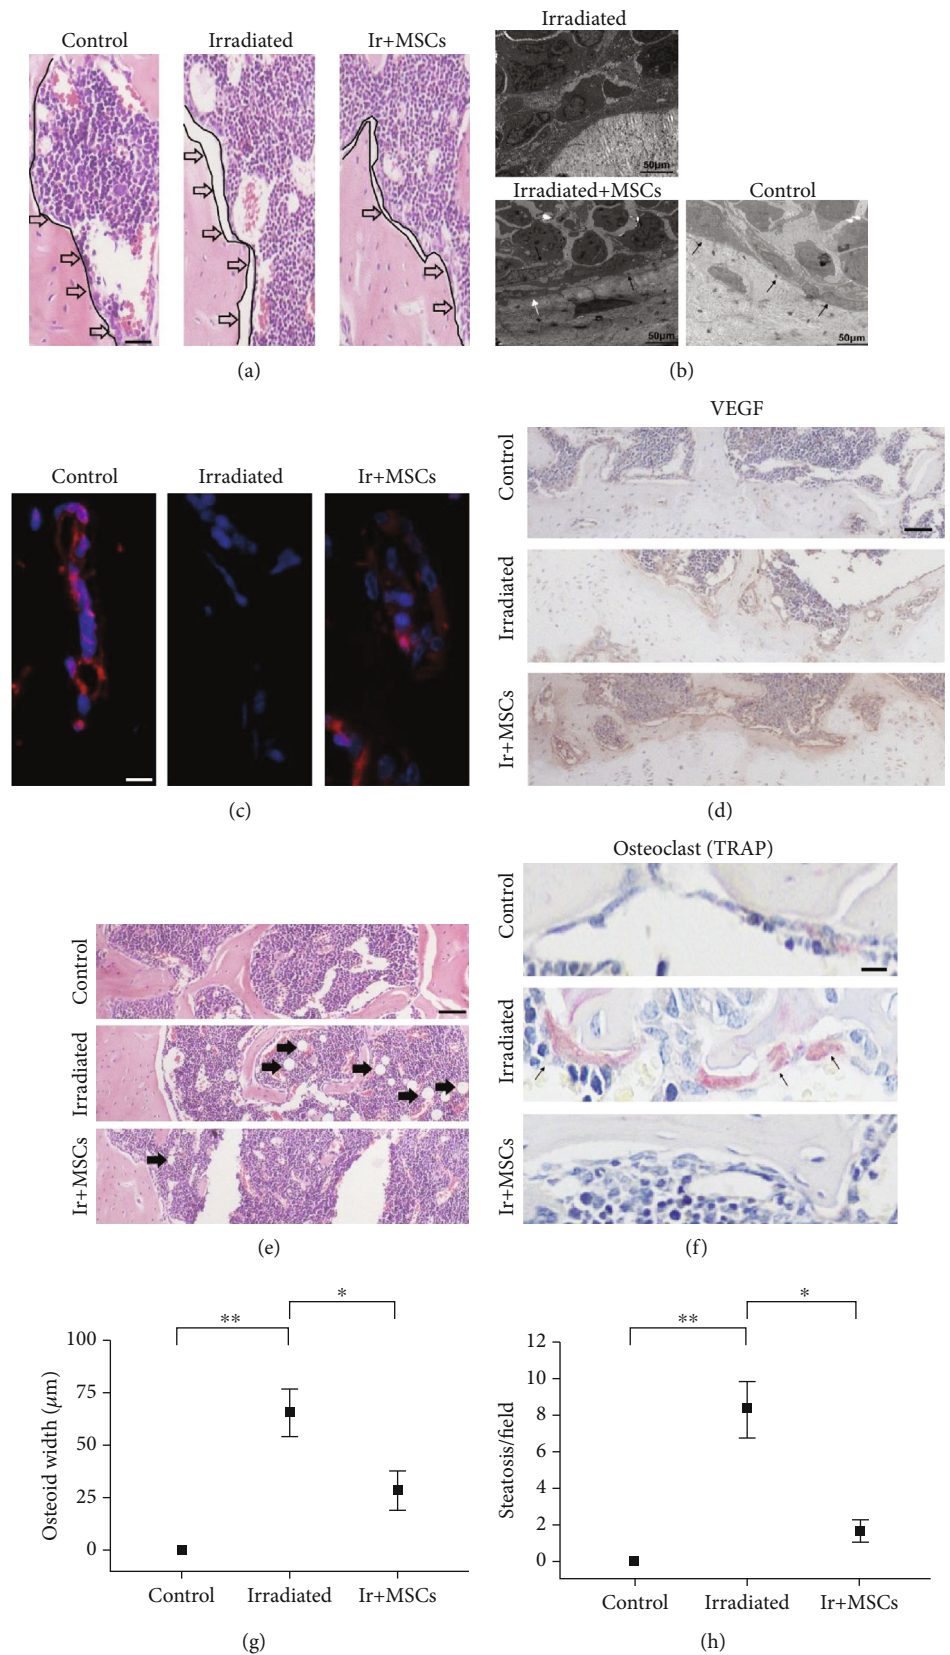 Control Irradiated Ir+MSCs
(a)
Irradiated
50μm
Irradiated+MSCs Control
50μm 50μm
(b)
Control Irradiated Ir+MSCs
(c)
VEGF
Control
Irradiated
Ir+MSCs
(d)
Control
Irradiated
Ir+MSCs
(e)
Osteoclast (TRAP)
Control
Irradiated
Ir+MSCs
(f)
** *
100
75
50
25
0
Osteoid width (μm)
Control Irradiated Ir+MSCs
(g)
** *
12
10
8
6
4
2
0
Steatosis/field
Control Irradiated Ir+MSCs
(h)